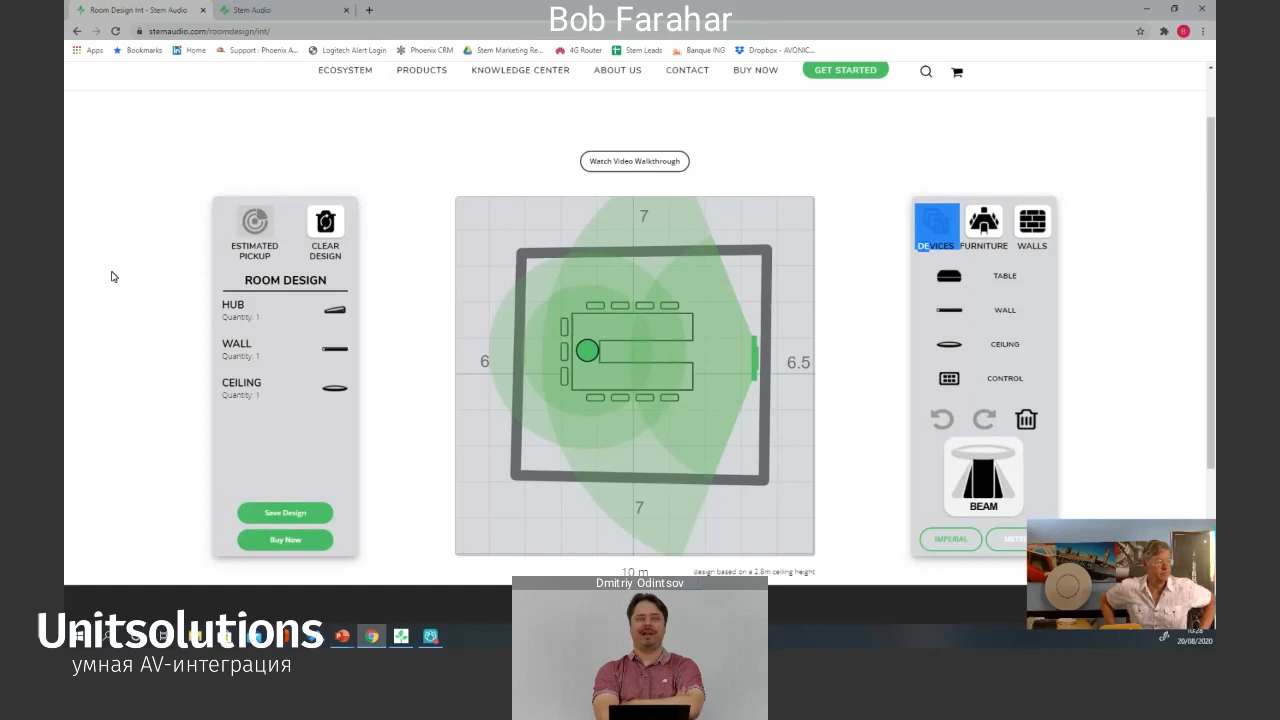 Bob Farahar
Room Design Int - Stem Audio
Stem Audio
stemaudio.com/roomdesign/int/
Apps
Bookmarks
Home
Support : Phoenix A...
Logitech Alert Login
Phoenix CRM
Stem Marketing Re...
4G Router
Stem Leads
Banque ING
Dropbox - AVONIC...
ECOSYSTEM
PRODUCTS
KNOWLEDGE CENTER
ABOUT US
CONTACT
BUY NOW
GET STARTED
Watch Video Walkthrough
ESTIMATED
PICKUP
CLEAR
DESIGN
ROOM DESIGN
HUB
Quantity: 1
WALL
Quantity: 1
CEILING
Quantity: 1
Save Design
Buy Now
7
6
6.5
7
10 m
design based on a 2.8m ceiling height
DEVICES
FURNITURE
WALLS
TABLE
WALL
CEILING
CONTROL
BEAM
IMPERIAL
Dmitriy Odintsov
Unitsolutions
умная AV-интеграция
20/08/2020